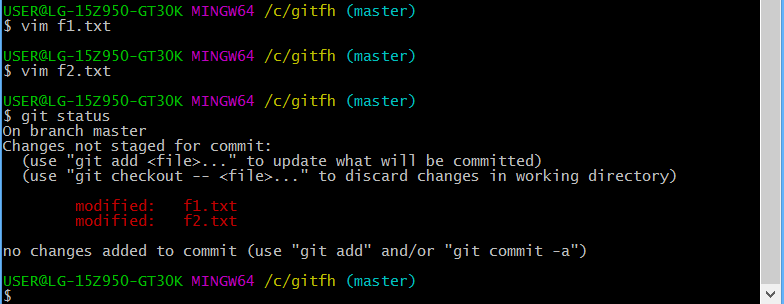 USER@LG-15Z950-GT30K MINGW64 /c/gitfh (master)
$ vim f1.txt
USER@LG-15Z950-GT30K MINGW64 /c/gitfh (master)
$ vim f2.txt
USER@LG-15Z950-GT30K MINGW64 /c/gitfh (master)
$ git status
On branch master
Changes not staged for commit:
  (use "git add <file>..." to update what will be committed)
  (use "git checkout -- <file>..." to discard changes in working directory)
        modified:   f1.txt
        modified:   f2.txt
no changes added to commit (use "git add" and/or "git commit -a")
USER@LG-15Z950-GT30K MINGW64 /c/gitfh (master)
$